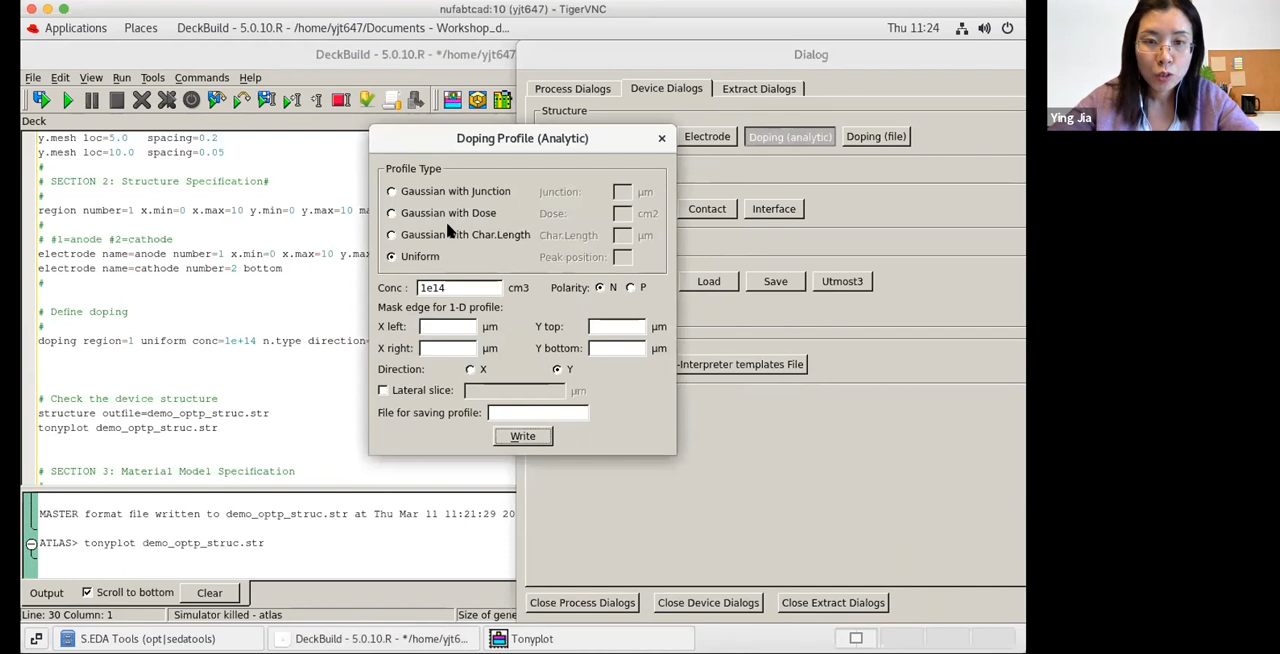 nufabtcad:10 (yjt647) - TigerVNC
Applications Places DeckBuild - 5.0.10.R - /home/yjt647/Documents - Workshop_d... Thu 11:24
DeckBuild - 5.0.10.R - */home/yjt647 Dialog
File Edit View Run Tools Commands Help
Process Dialogs Device Dialogs Extract Dialogs
Structure
Deck
Electrode Doping (analytic) Doping (file)
Contact Interface
Load Save Utmost3
-Interpreter templates File
Close Process Dialogs Close Device Dialogs Close Extract Dialogs
y.mesh loc=5.0 spacing=0.2
y.mesh loc=10.0 spacing=0.05
#
# SECTION 2: Structure Specification#
#
region number=1 x.min=0 x.max=10 y.min=0 y.max=10
#
# #1=anode #2=cathode
electrode name=anode number=1 x.min=0 x.max=10
electrode name=cathode number=2 bottom
#
# Define doping
#
doping region=1 uniform conc=1e+14 n.type direction=
# Check the device structure
structure outfile=demo_optp_struc.str
tonyplot demo_optp_struc.str
# SECTION 3: Material Model Specification
Doping Profile (Analytic)
Profile Type
Gaussian with Junction Junction: µm
Gaussian with Dose Dose: cm2
Gaussian with Char.Length Char.Length µm
Uniform Peak position:
Conc : 1e14 cm3 Polarity: N P
Mask edge for 1-D profile:
X left: µm Y top: µm
X right: µm Y bottom: µm
Direction: X Y
Lateral slice: µm
File for saving profile:
Write
MASTER format file written to demo_optp_struc.str at Thu Mar 11 11:21:29 20
ATLAS> tonyplot demo_optp_struc.str
Output Scroll to bottom Clear
Line: 30 Column: 1 Simulator killed - atlas Size of gene
S.EDA Tools (opt|sedatools) DeckBuild - 5.0.10.R - */home/yjt6... Tonyplot
Ying Jia